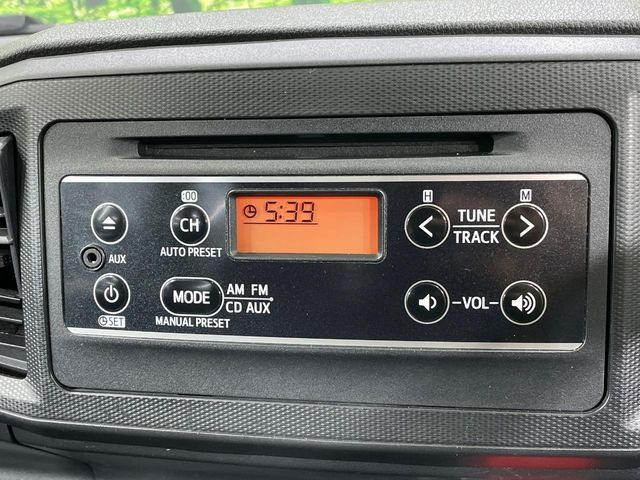 :00
H
M
CH
5:39
<
TUNE
TRACK
>
AUX
AUTO PRESET
MODE
AM FM
CD AUX
-VOL-
SET
MANUAL PRESET